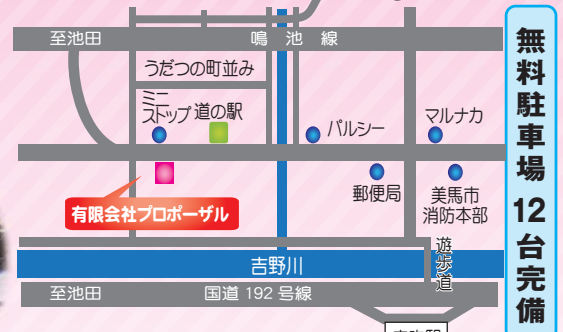 至池田
鳴池線
うだつの町並み
ミニ
ストップ
道の駅
パルシー
マルナカ
郵便局
美馬市
消防本部
有限会社プロポーザル
遊歩道
吉野川
至池田
国道192号線
無料駐車場12台完備